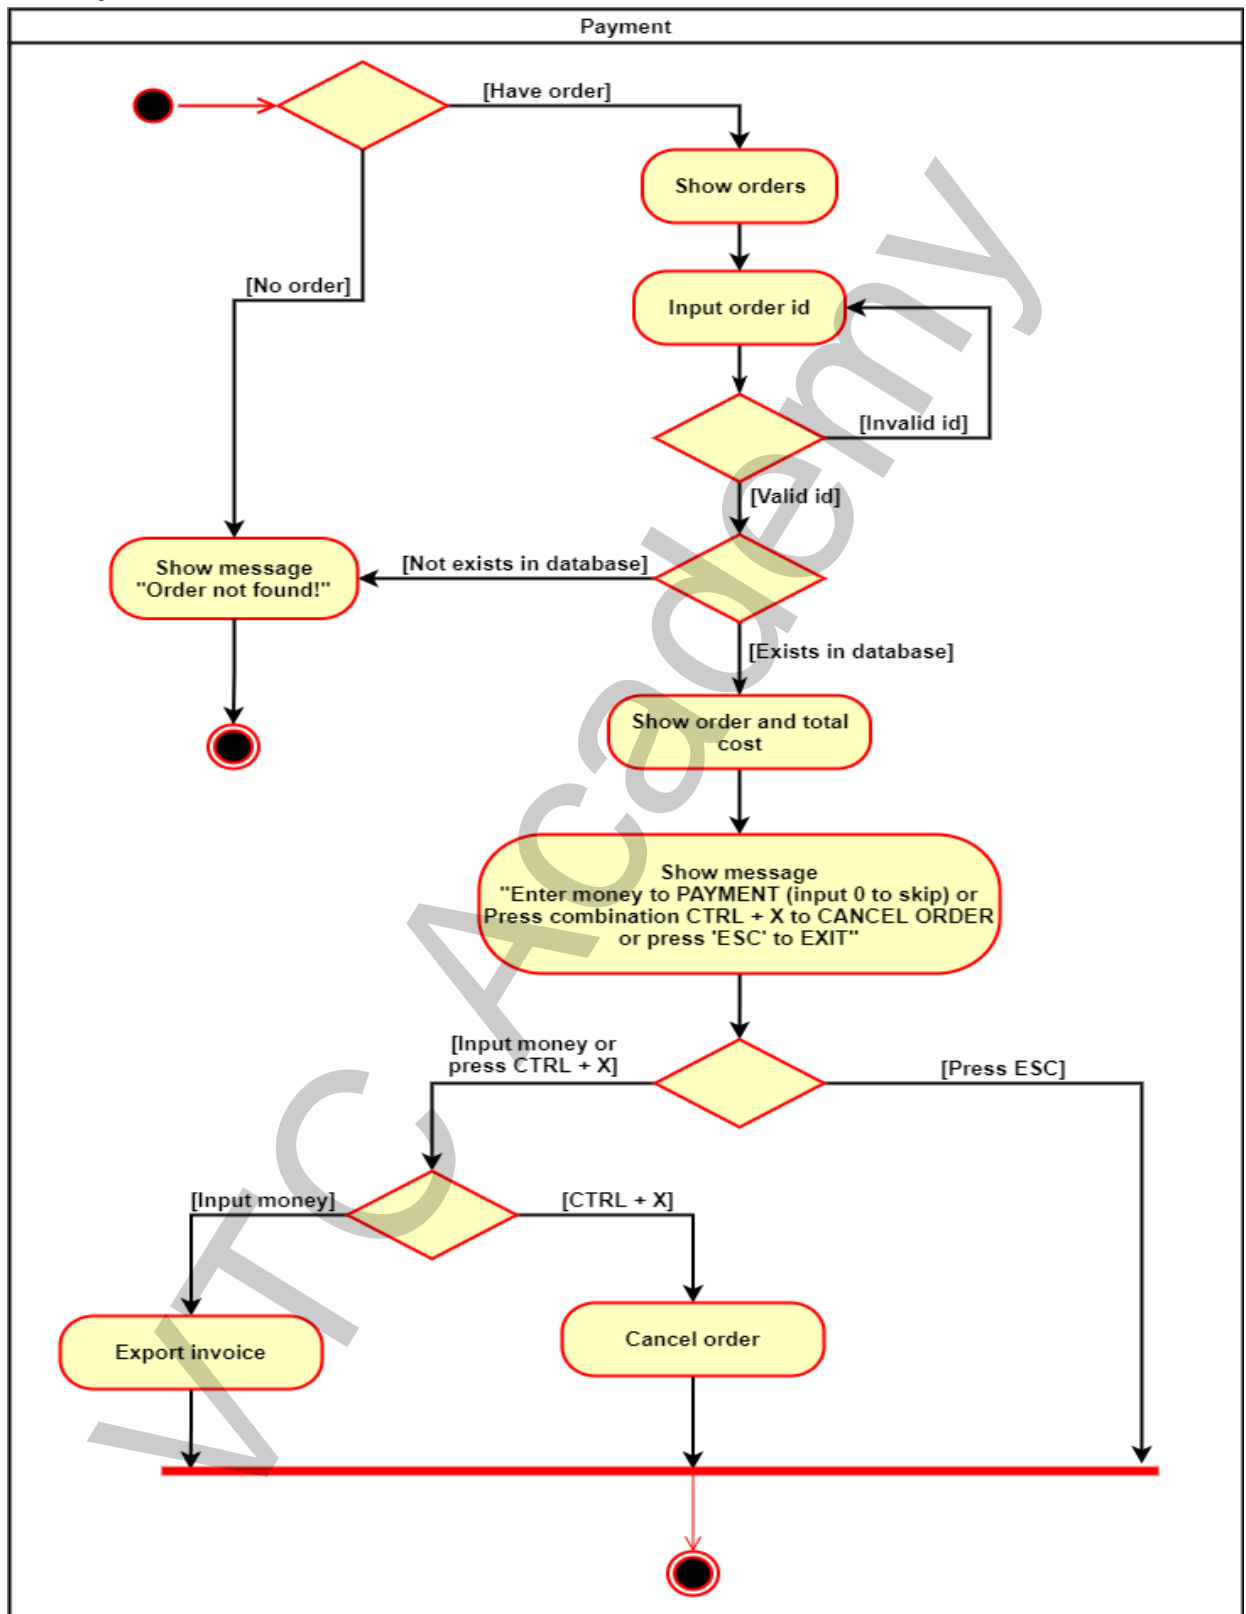 Payment
[Have order]
Show orders
[No order]
Input order id
[Invalid id]
[Valid id]
Show message
"Order not found!"
[Not exists in database]
[Exists in database]
Show order and total
cost
Show message
"Enter money to PAYMENT (input 0 to skip) or
Press combination CTRL + X to CANCEL ORDER
or press 'ESC' to EXIT"
[Input money or
press CTRL + X]
[Press ESC]
[Input money]
[CTRL + X]
Export invoice
Cancel order
VTC Academy